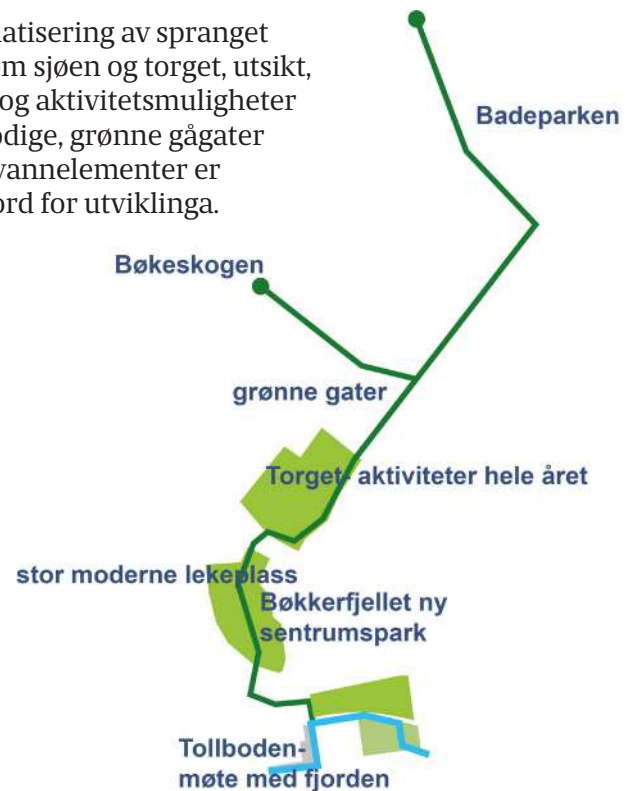 atisering av spranget
om sjøen og torget, utsikt,
og aktivitetsmuligheter
odige, grønne gågater
vannelementer er
ord for utviklinga.
Badeparken
Bøkeskogen
grønne gater
Torget- aktiviteter hele året
stor moderne lekeplass
Bøkkerfjellet ny
sentrumspark
Tollboden-
møte med fjorden